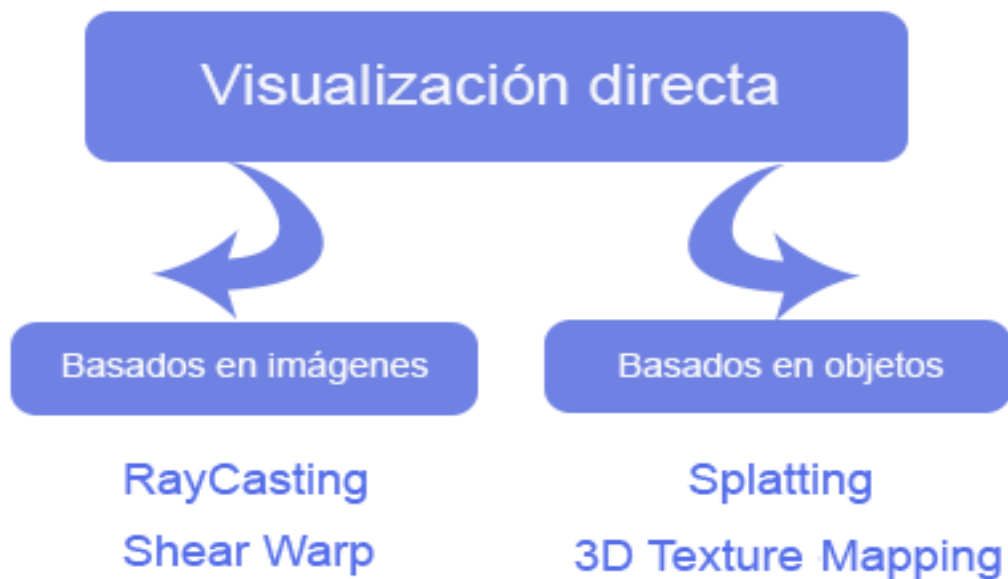 Visualización directa
Basados en imágenes
RayCasting
Shear Warp
Basados en objetos
Splatting
3D Texture Mapping